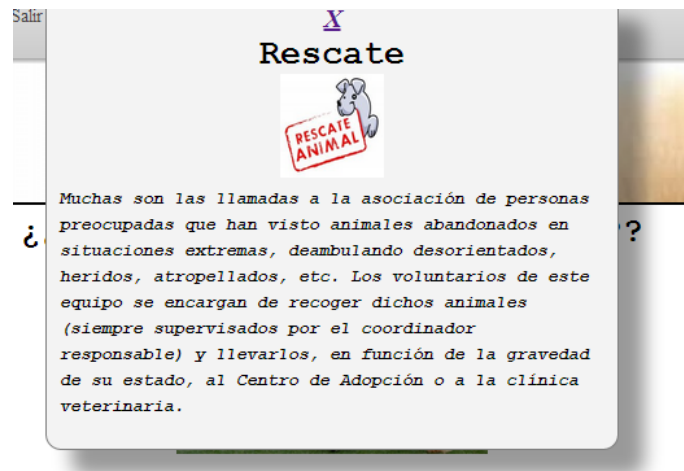 Salir
X
Rescate
RESCATE
ANIMAL
Muchas son las llamadas a la asociación de personas
preocupadas que han visto animales abandonados en
¿
?
situaciones extremas, deambulando desorientados,
heridos, atropellados, etc. Los voluntarios de este
equipo se encargan de recoger dichos animales
(siempre supervisados por el coordinador
responsable) y llevarlos, en función de la gravedad
de su estado, al Centro de Adopción o a la clínica
veterinaria.